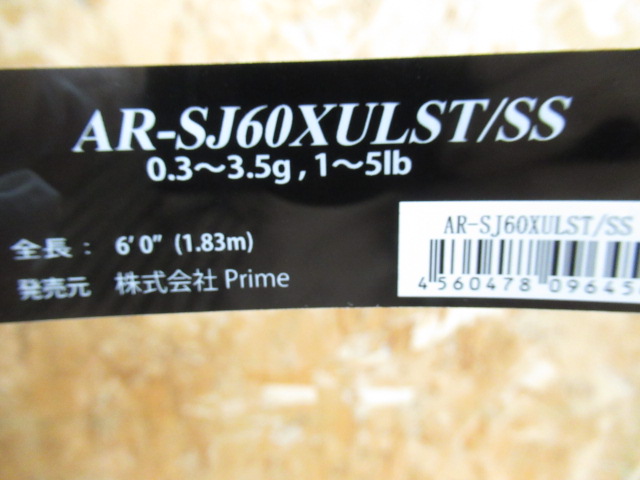 AR-SJ60XULST/SS
0.3～3.5g , 1～5lb
全長： 6' 0" (1.83m)
発売元 株式会社 Prime
AR-SJ60XULST/SS
4 560478 09645